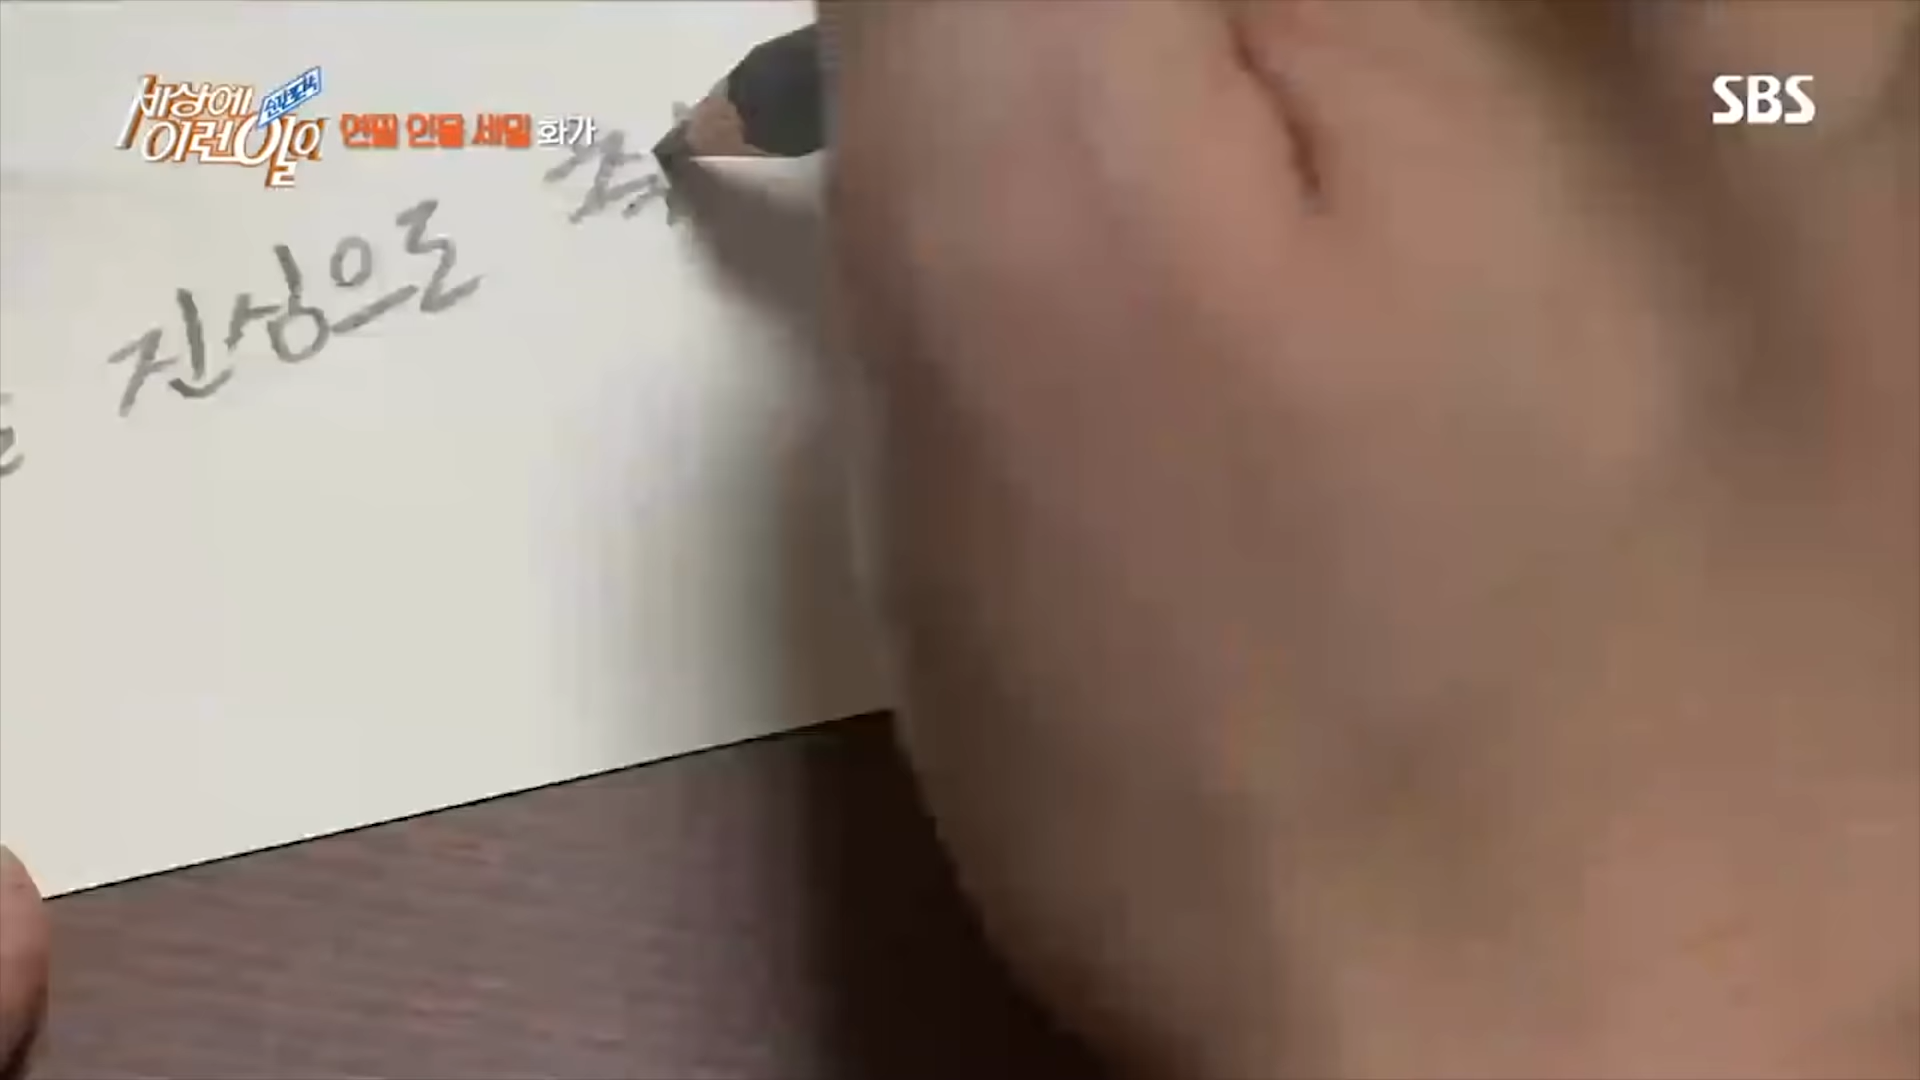 세상에
순간포착
이런일이
연필 인물 세밀 화가
SBS
진심으로